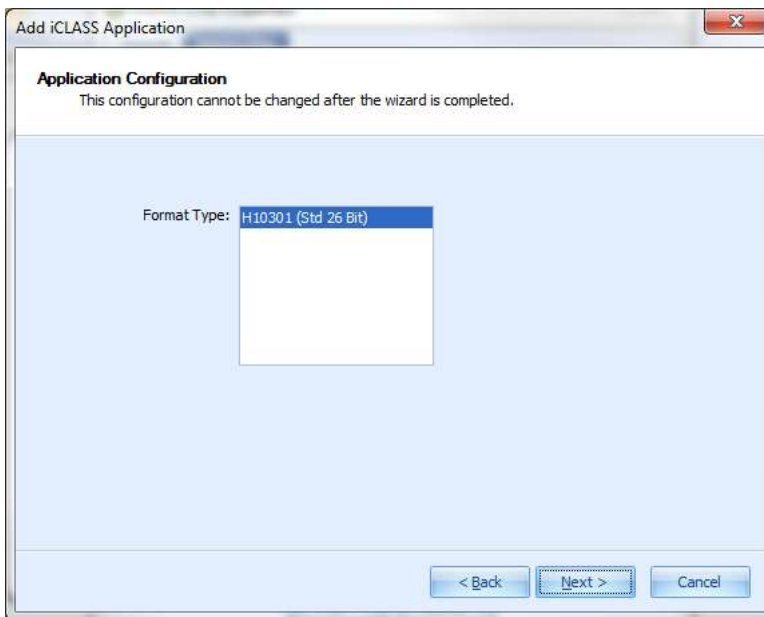 Add iCLASS Application
Application Configuration
This configuration cannot be changed after the wizard is completed.
Format Type: H10301 (Std 26 Bit)
< Back Next > Cancel